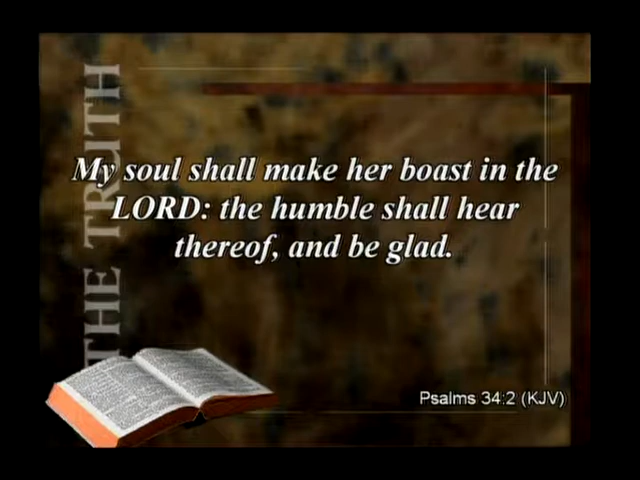 THE TRUTH
My soul shall make her boast in the
LORD: the humble shall hear
thereof, and be glad.
Psalms 34:2 (KJV)